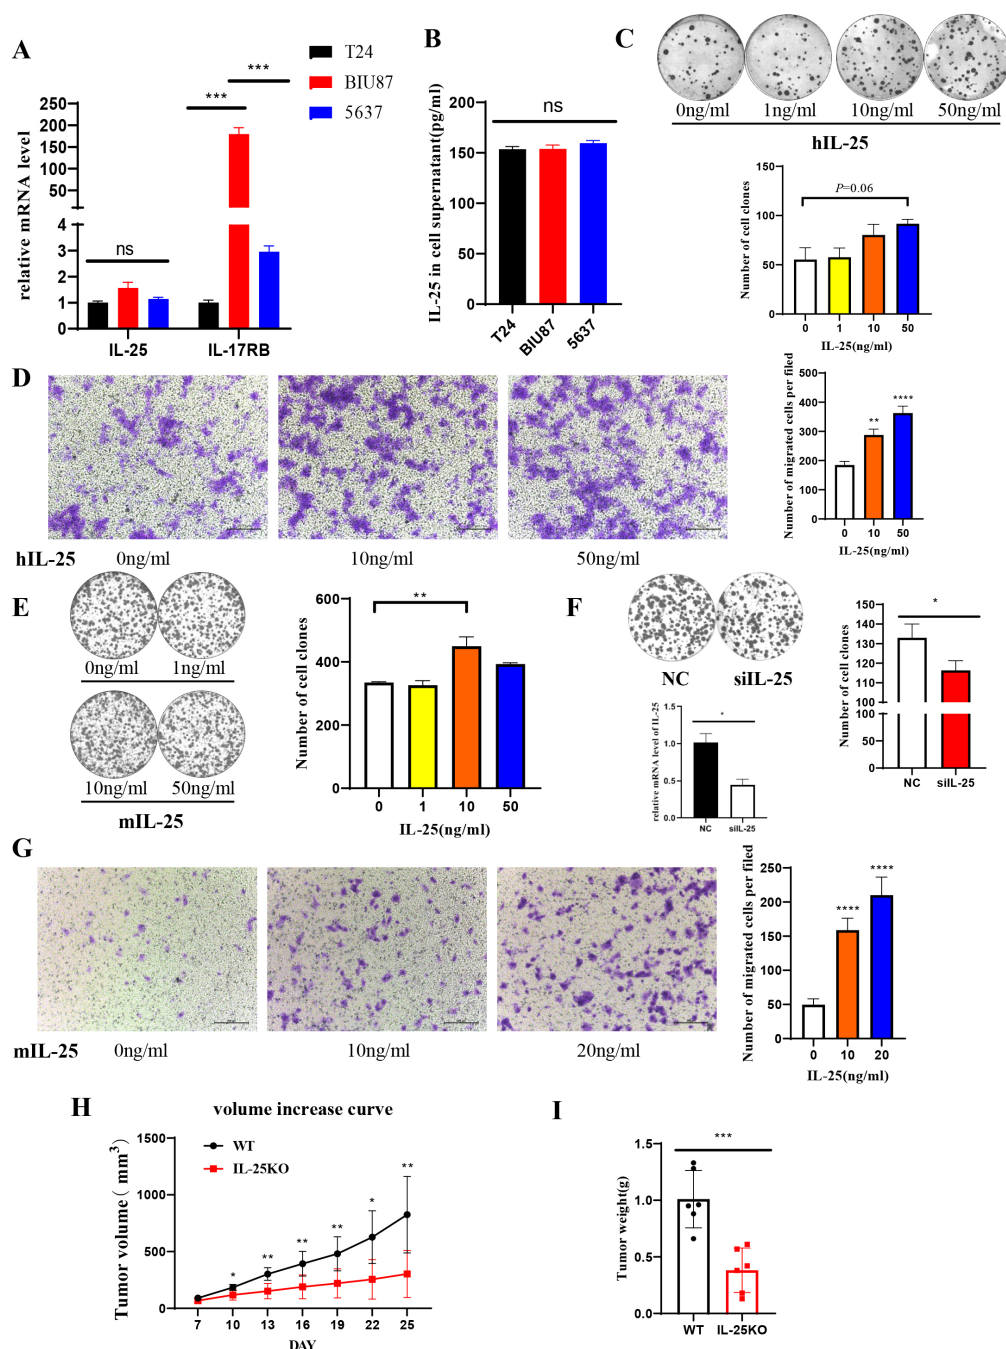 A
T24
BIU87
5637
relative mRNA level
250
200
150
100
50
4
3
2
1
0
ns
***
***
IL-25
IL-17RB
B
IL-25 in cell supernatant(pg/ml)
200
150
100
50
0
ns
T24
BIU87
5637
C
0ng/ml
1ng/ml
10ng/ml
50ng/ml
hIL-25
Number of cell clones
150
100
50
0
P=0.06
0
1
10
50
IL-25(ng/ml)
D
hIL-25
0ng/ml
10ng/ml
50ng/ml
Number of migrated cells per filed
500
400
300
200
100
0
**
****
0
10
50
IL-25(ng/ml)
E
0ng/ml
1ng/ml
10ng/ml
50ng/ml
mIL-25
Number of cell clones
600
400
200
0
**
0
1
10
50
IL-25(ng/ml)
F
NC
siIL-25
relative mRNA level of IL-25
1.5
1.0
0.5
0.0
*
NC
siIL-25
Number of cell clones
150
140
130
120
110
100
100
50
0
*
NC
siIL-25
G
mIL-25
0ng/ml
10ng/ml
20ng/ml
Number of migrated cells per filed
250
200
150
100
50
0
****
****
0
10
20
IL-25(ng/ml)
H
volume increase curve
WT
IL-25KO
Tumor volume ( mm3)
1500
1000
500
0
*
**
**
**
*
**
7
10
13
16
19
22
25
DAY
I
Tumor weight(g)
1.5
1.0
0.5
0.0
***
WT
IL-25KO